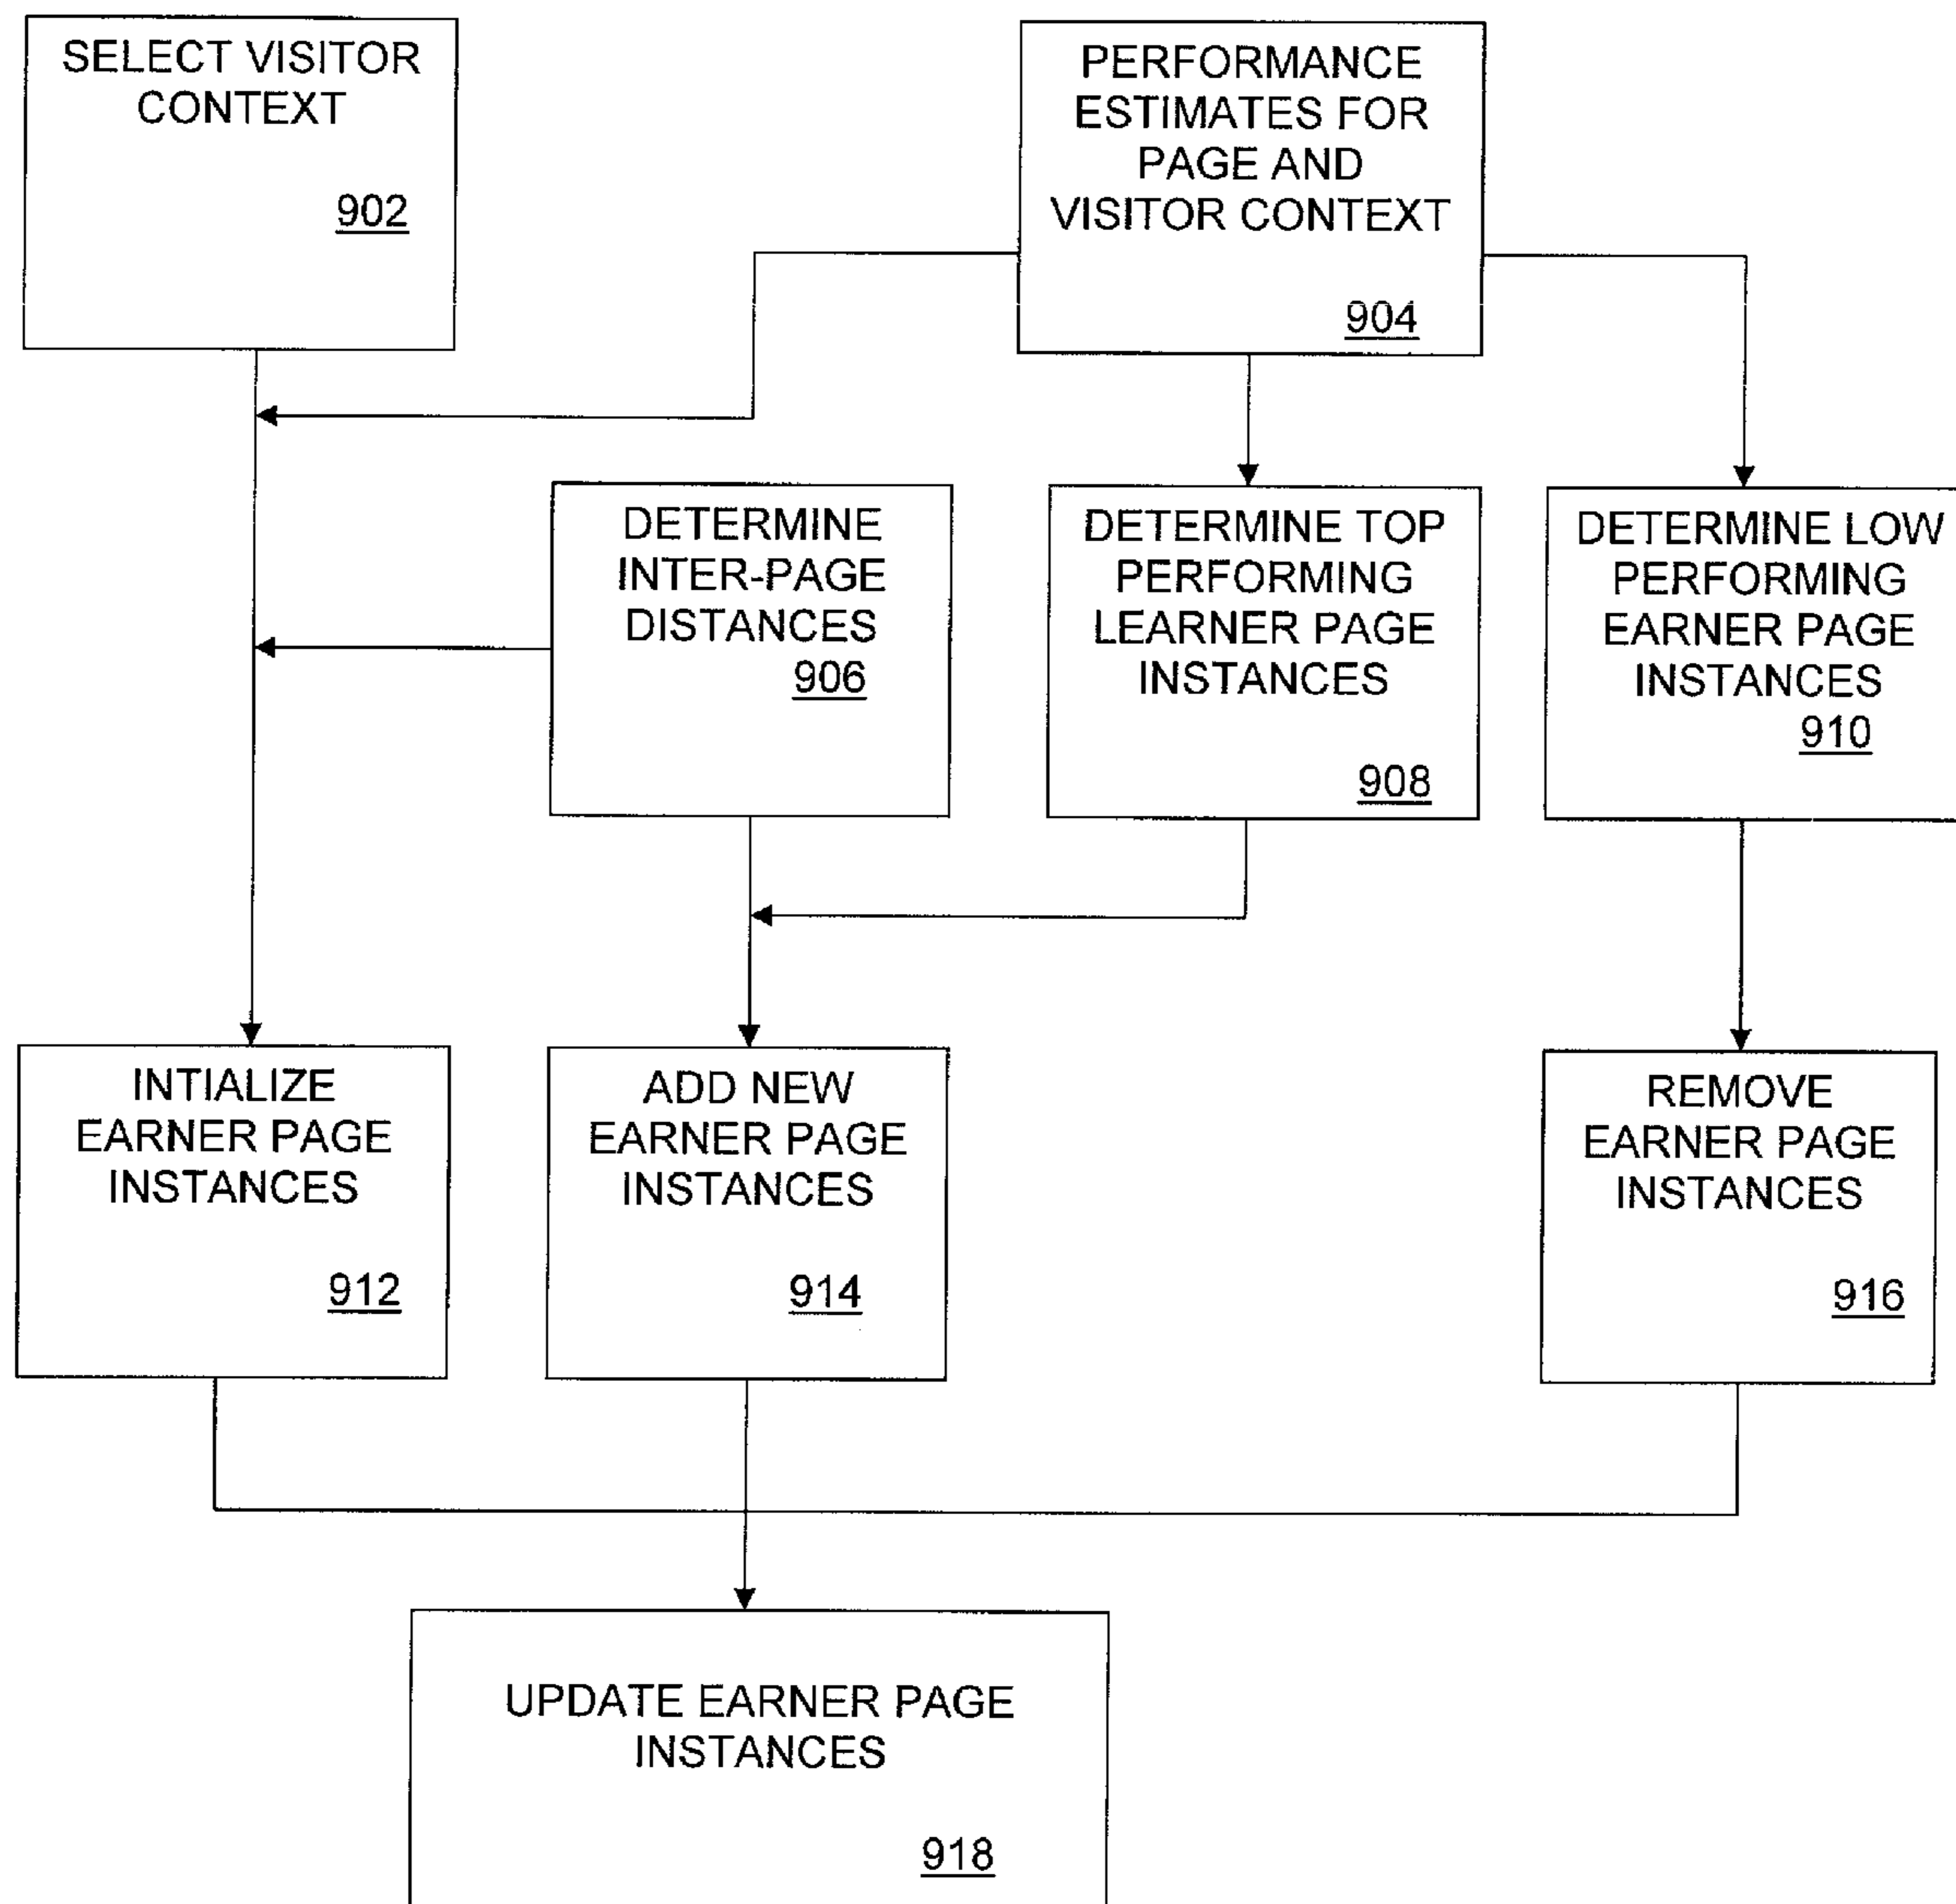 SELECT VISITOR
CONTEXT
902
PERFORMANCE
ESTIMATES FOR
PAGE AND
VISITOR CONTEXT
904
DETERMINE
INTER-PAGE
DISTANCES
906
DETERMINE TOP
PERFORMING
LEARNER PAGE
INSTANCES
908
DETERMINE LOW
PERFORMING
EARNER PAGE
INSTANCES
910
INTIALIZE
EARNER PAGE
INSTANCES
912
ADD NEW
EARNER PAGE
INSTANCES
914
REMOVE
EARNER PAGE
INSTANCES
916
UPDATE EARNER PAGE
INSTANCES
918